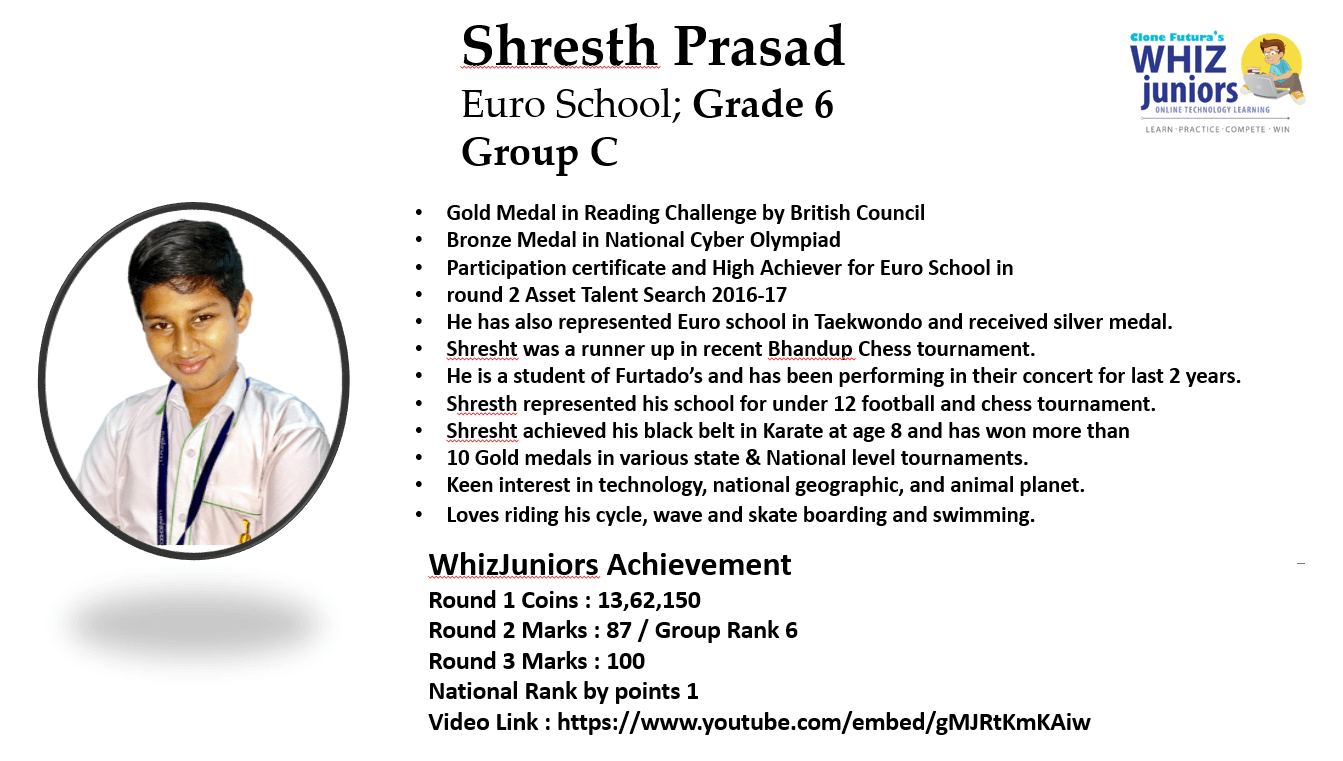 Shresth Prasad
Euro School; Grade 6
Group C
Clone Futura's
WHIZ
juniors
ONLINE TECHNOLOGY LEARNING
LEARN · PRACTICE · COMPETE · WIN
• Gold Medal in Reading Challenge by British Council
• Bronze Medal in National Cyber Olympiad
• Participation certificate and High Achiever for Euro School in
• round 2 Asset Talent Search 2016-17
• He has also represented Euro school in Taekwondo and received silver medal.
• Shresht was a runner up in recent Bhandup Chess tournament.
• He is a student of Furtado’s and has been performing in their concert for last 2 years.
• Shresth represented his school for under 12 football and chess tournament.
• Shresht achieved his black belt in Karate at age 8 and has won more than
• 10 Gold medals in various state & National level tournaments.
• Keen interest in technology, national geographic, and animal planet.
• Loves riding his cycle, wave and skate boarding and swimming.
WhizJuniors Achievement
Round 1 Coins : 13,62,150
Round 2 Marks : 87 / Group Rank 6
Round 3 Marks : 100
National Rank by points 1
Video Link : https://www.youtube.com/embed/gMJRtKmKAiw